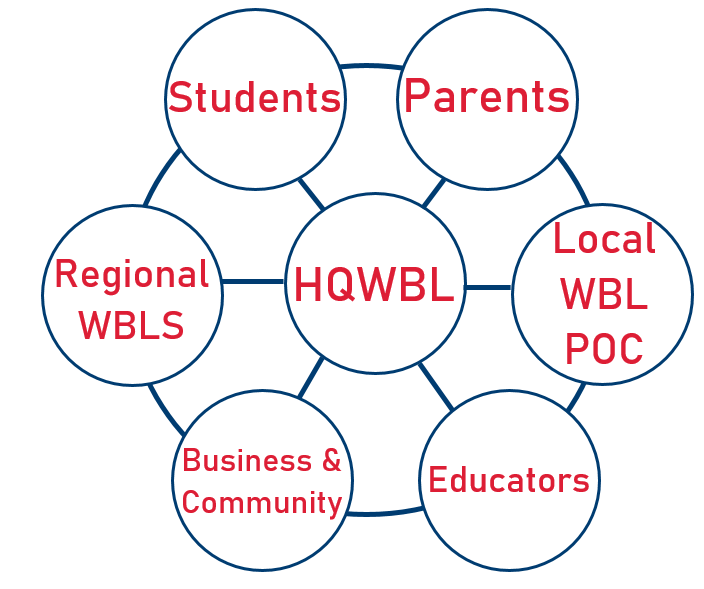 Students
Parents
Regional
WBLS
HQWBL
Local
WBL
POC
Business &
Community
Educators